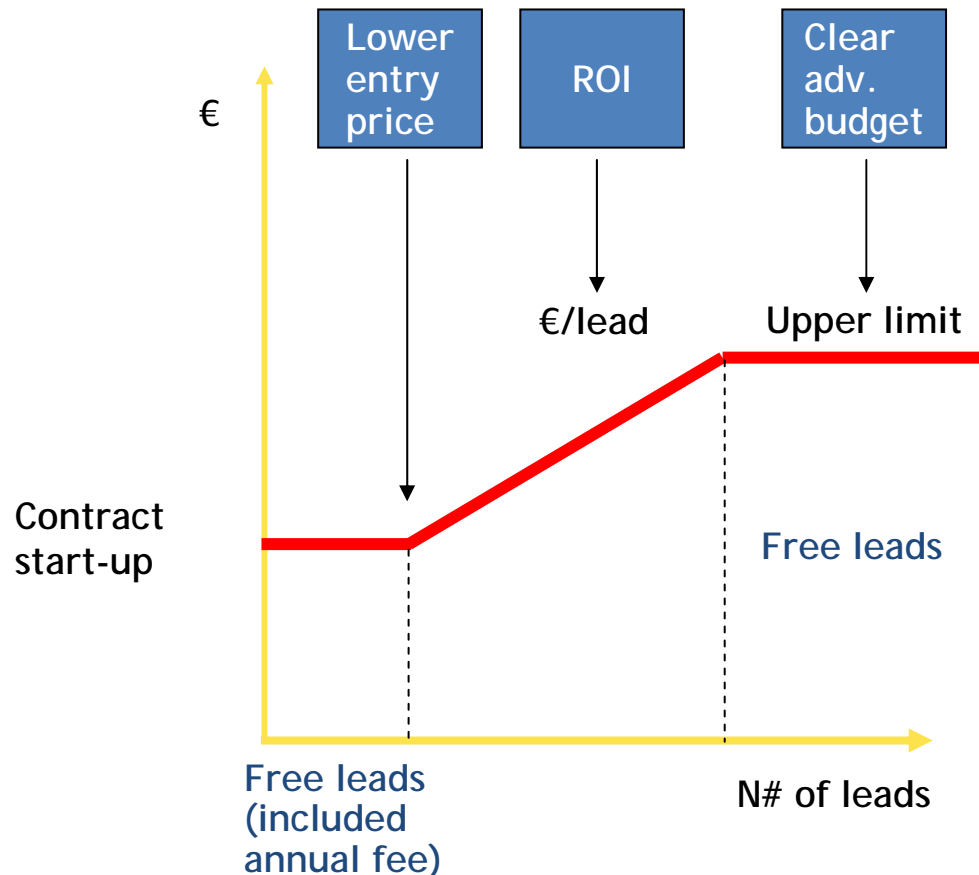 Lower
entry
price
ROI
Clear
adv.
budget
€
€/lead
Upper limit
Contract
start-up
Free leads
Free leads
(included
annual fee)
N# of leads